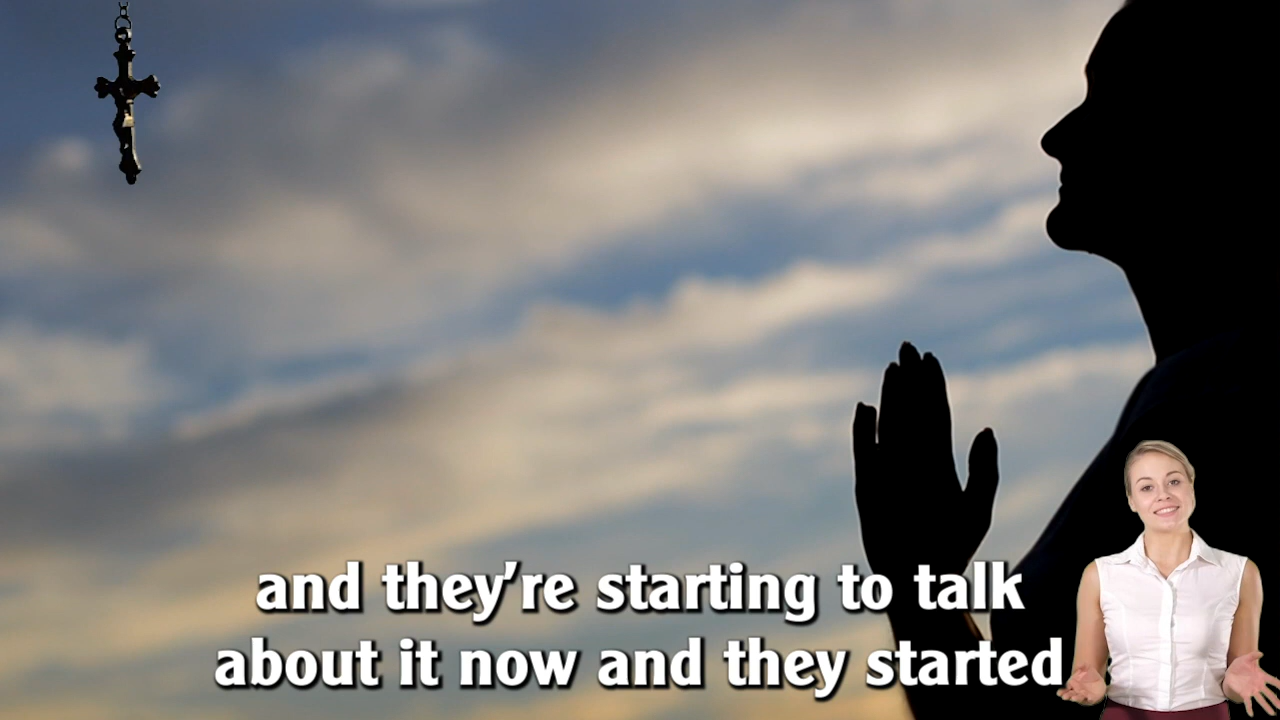 and they're starting to talk
about it now and they started